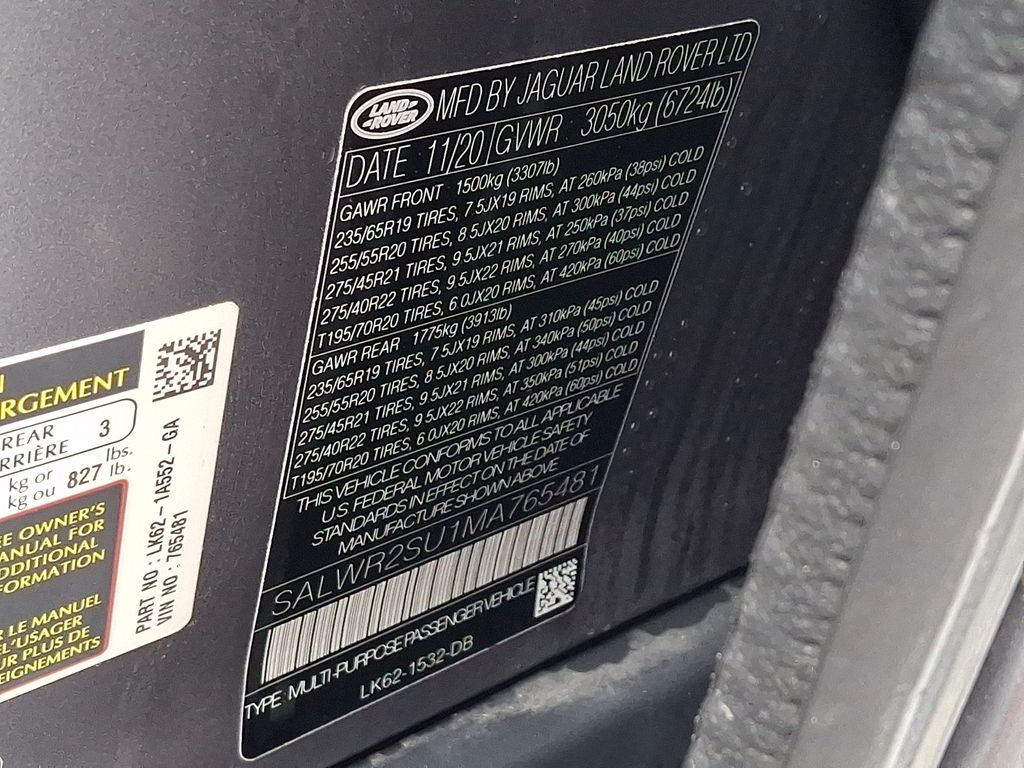 LAND-
-ROVER
MFD BY JAGUAR LAND ROVER LTD
DATE 11/20 GVWR 3050kg (6724lb)
GAWR FRONT 1500kg (3307lb)
235/65R19 TIRES, 7 5JX19 RIMS, AT 260kPa (38psi) COLD
255/55R20 TIRES, 8 5JX20 RIMS, AT 300kPa (44psi) COLD
275/45R21 TIRES, 9 5JX21 RIMS, AT 250kPa (37psi) COLD
275/40R22 TIRES, 9 5JX22 RIMS, AT 270kPa (40psi) COLD
T195/70R20 TIRES, 6.0JX20 RIMS, AT 420kPa (60psi) COLD
GAWR REAR 1775kg (3913lb)
235/65R19 TIRES, 7 5JX19 RIMS, AT 310kPa (45psi) COLD
255/55R20 TIRES, 8.5JX20 RIMS, AT 340kPa (50psi) COLD
275/45R21 TIRES, 9 5JX21 RIMS, AT 300kPa (44psi) COLD
275/40R22 TIRES, 9.5JX22 RIMS, AT 350kPa (51psi) COLD
T195/70R20 TIRES, 6 0JX20 RIMS, AT 420kPa (60psi) COLD
THIS VEHICLE CONFORMS TO ALL APPLICABLE
U.S. FEDERAL MOTOR VEHICLE SAFETY
STANDARDS IN EFFECT ON THE DATE OF
MANUFACTURE SHOWN ABOVE
SALWR2SU1MA765481
TYPE: MULTI-PURPOSE PASSENGER VEHICLE
LK62-1532-DB
RGEMENT
REAR 3
RRIÈRE
kg or 827 lbs.
kg ou lb.
E OWNER'S
ANUAL FOR
DDITIONAL
FORMATION
R LE MANUEL
L'USAGER
UR PLUS DE
EIGNEMENTS
PART NO : LK62-1A552-GA
VIN NO : 765481